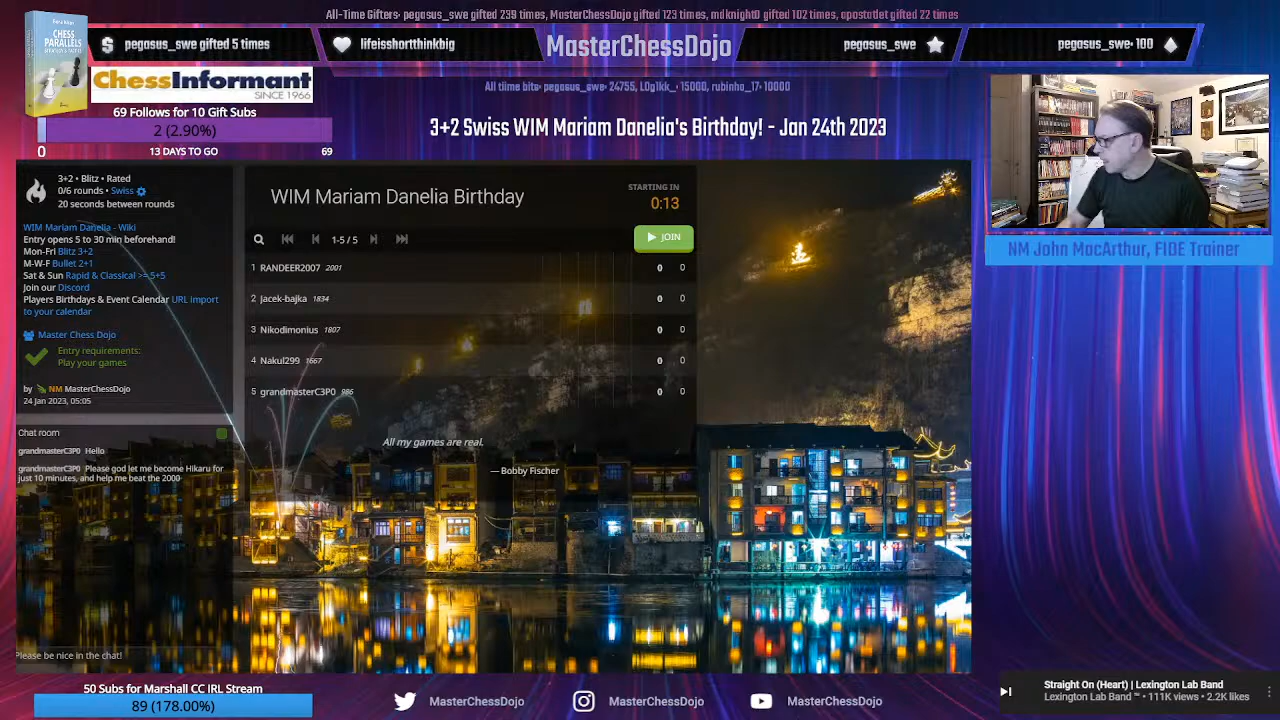 All-Time Gifters• pegasus_swe gifted 239 times, MasterChessDojo gifted 123 times, mdknight0 gifted 102 times, apostatlet gifted 22 times
CHESS
PARALLELS
$ pegasus_swe gifted 5 times
lifeisshortthinkbig
MasterChessDojo
pegasus_swe
pegasus_swe• 100
ChessInformant
SINCE 1966
All time bits• pegasus_swe• 24755, L0g1kk_• 15000, rubinho_17• 10000
69 Follows for 10 Gift Subs
2 (2.90%)
0
13 DAYS TO GO
69
3+2 Swiss WIM Mariam Danelia's Birthday! - Jan 24th 2023
NM John MacArthur, FIDE Trainer
3+2 • Blitz • Rated
0/6 rounds • Swiss
20 seconds between rounds
WIM Mariam Danelia - Wiki
Entry opens 5 to 30 min beforehand!
Mon-Fri Blitz 3+2
M-W-F Bullet 2+1
Sat & Sun Rapid & Classical >= 5+5
Join our Discord
Players Birthdays & Event Calendar URL Import
to your calendar
Master Chess Dojo
Entry requirements:
Play your games
by NM MasterChessDojo
24 Jan 2023, 05:05
WIM Mariam Danelia Birthday
STARTING IN
0:13
1-5 / 5
JOIN
1 RANDEER2007 2001 0 0
2 Jacek-bajka 1834 0 0
3 Nikodimonius 1807 0 0
4 Nakul299 1667 0 0
5 grandmasterC3P0 986 0 0
All my games are real.
— Bobby Fischer
Chat room
grandmasterC3P0 Hello
grandmasterC3P0 Please god let me become Hikaru for
just 10 minutes, and help me beat the 2000
Please be nice in the chat!
50 Subs for Marshall CC IRL Stream
89 (178.00%)
MasterChessDojo
MasterChessDojo
MasterChessDojo
Straight On (Heart) | Lexington Lab Band
Lexington Lab Band ™ • 111K views • 2.2K likes